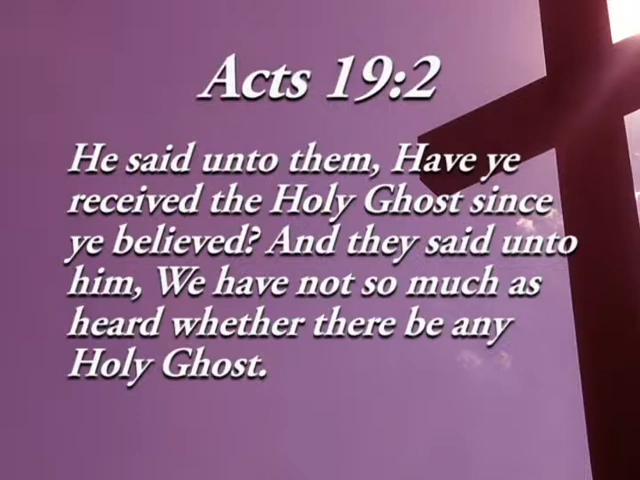 Acts 19:2
He said unto them, Have ye
received the Holy Ghost since
ye believed? And they said unto
him, We have not so much as
heard whether there be any
Holy Ghost.